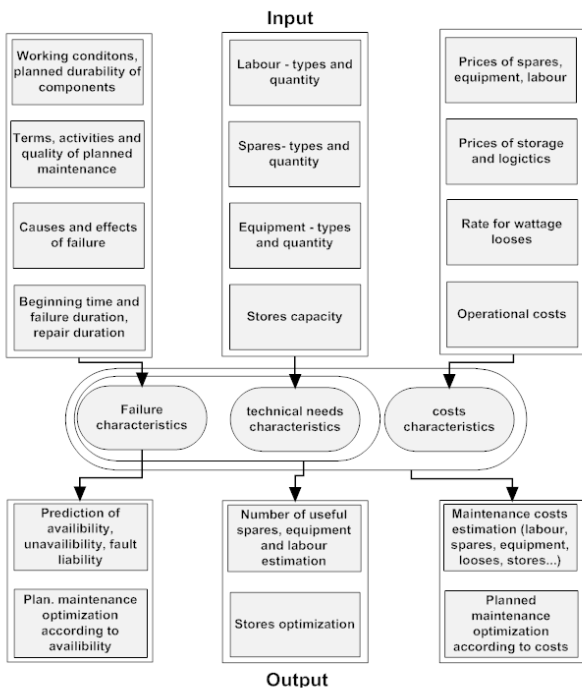 Input
Working conditons,
planned durability of
components
Terms, activities and
quality of planned
maintenance
Causes and effects
of failure
Beginning time and
failure duration,
repair duration
Labour - types and
quantity
Spares- types and
quantity
Equipment - types
and quantity
Stores capacity
Prices of spares,
equipment, labour
Prices of storage
and logictics
Rate for wattage
looses
Operational costs
Failure
characteristics
technical needs
characteristics
costs
characteristics
Prediction of
availibility,
unavailibility, fault
liability
Plan. maintenance
optimization
according to
availibility
Number of useful
spares, equipment
and labour
estimation
Stores optimization
Maintenance costs
estimation (labour,
spares, equipment,
looses, stores...)
Planned
maintenance
optimization
according to costs
Output